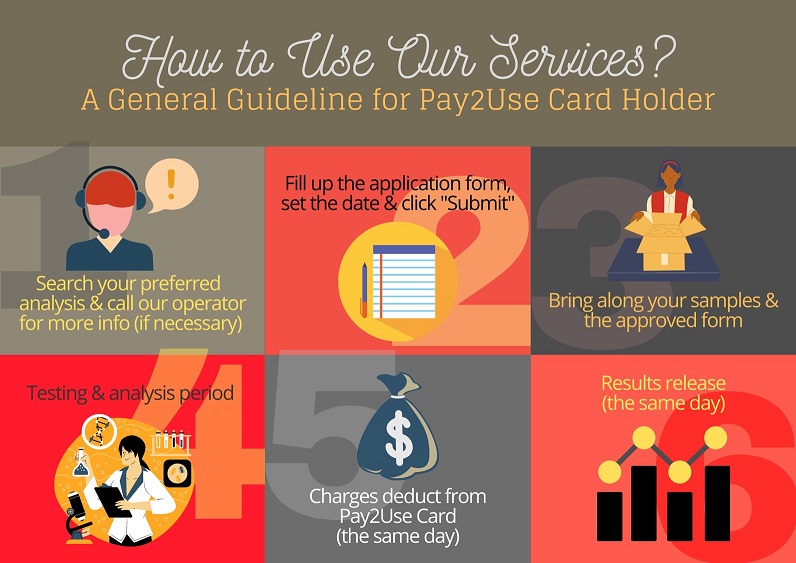 How to Use Our Services?
A General Guideline for Pay2Use Card Holder
1
!
Search your preferred
analysis & call our operator
for more info (if necessary)
2
Fill up the application form,
set the date & click "Submit"
3
Bring along your samples &
the approved form
4
Testing & analysis period
5
$
Charges deduct from
Pay2Use Card
(the same day)
6
Results release
(the same day)